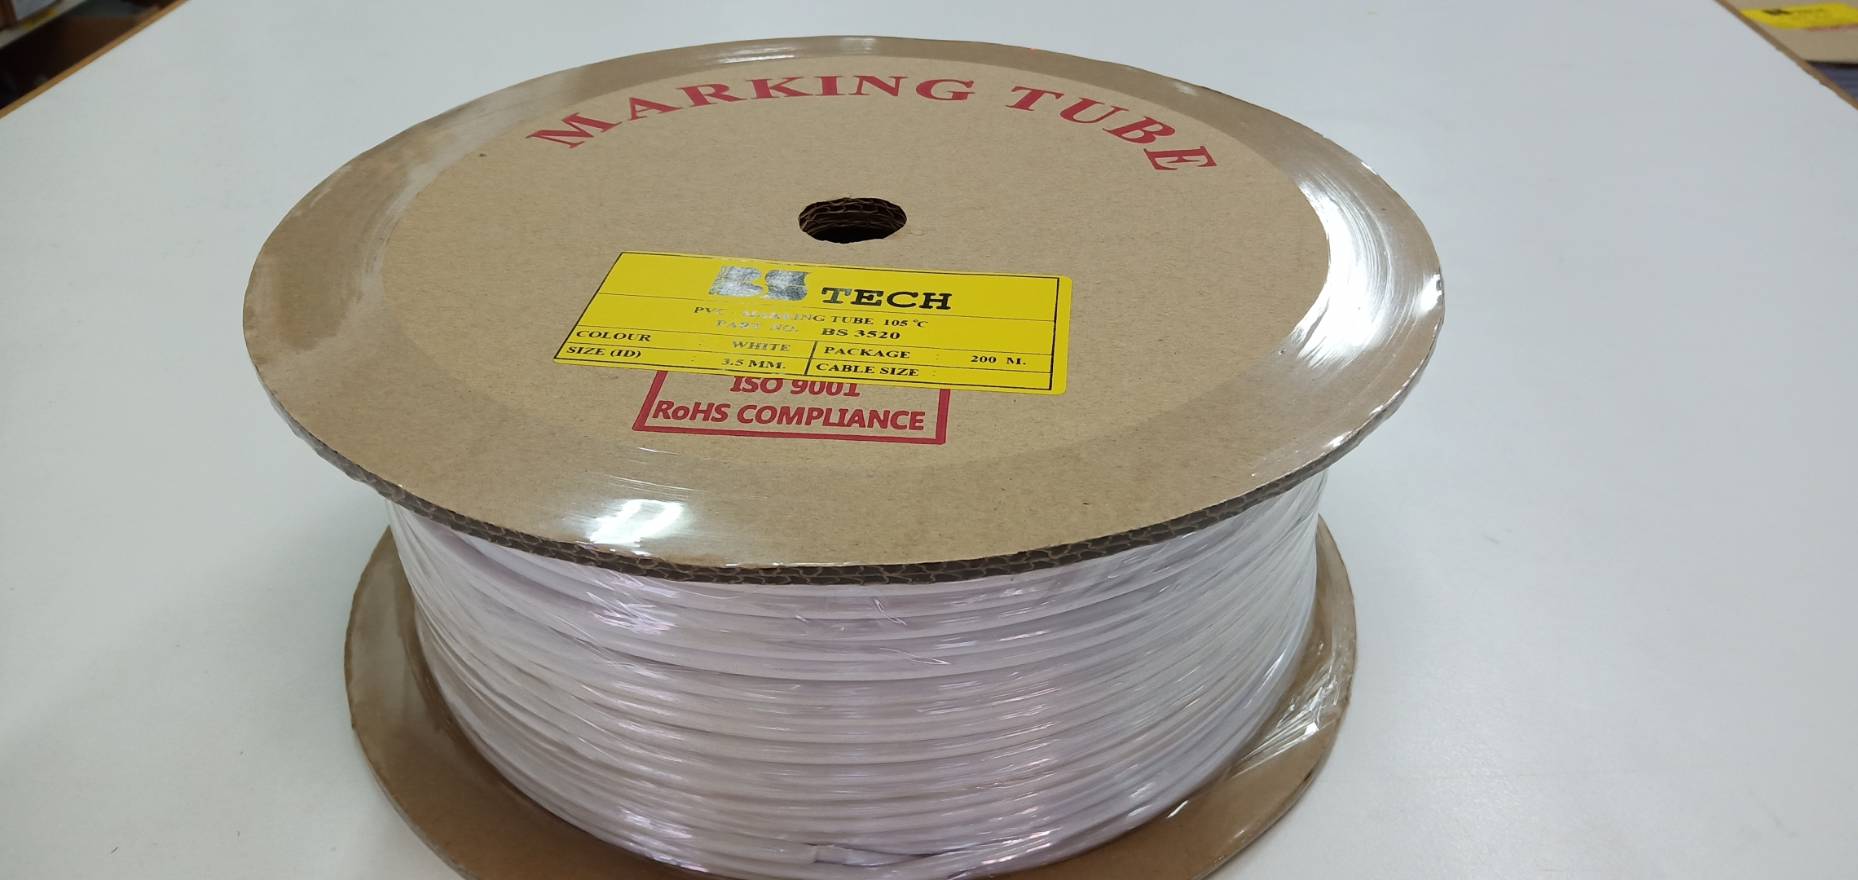 MARKING TUBE
BS TECH
PVC MARKING TUBE 105 °C
PART NO. BS 3520
COLOUR : WHITE PACKAGE : 200 M.
SIZE (ID) : 3.5 MM. CABLE SIZE :
ISO 9001
RoHS COMPLIANCE